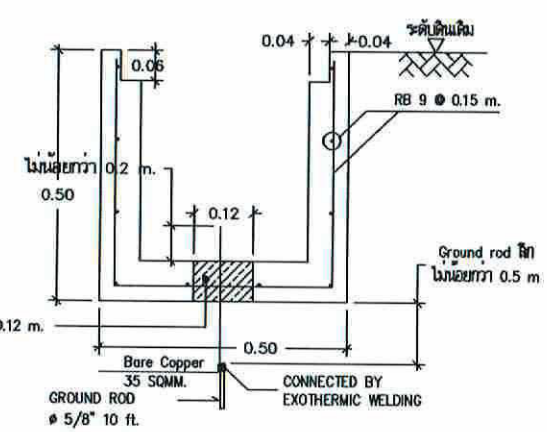 0.04
0.04
ระดับดินเดิม
0.06
RB 9 @ 0.15 m.
ไม่น้อยกว่า 0.2 m.
0.50
0.12
Ground rod ลึก
ไม่น้อยกว่า 0.5 m
0.12 m.
0.50
Bare Copper
35 SQMM.
GROUND ROD
ø 5/8" 10 ft.
CONNECTED BY
EXOTHERMIC WELDING